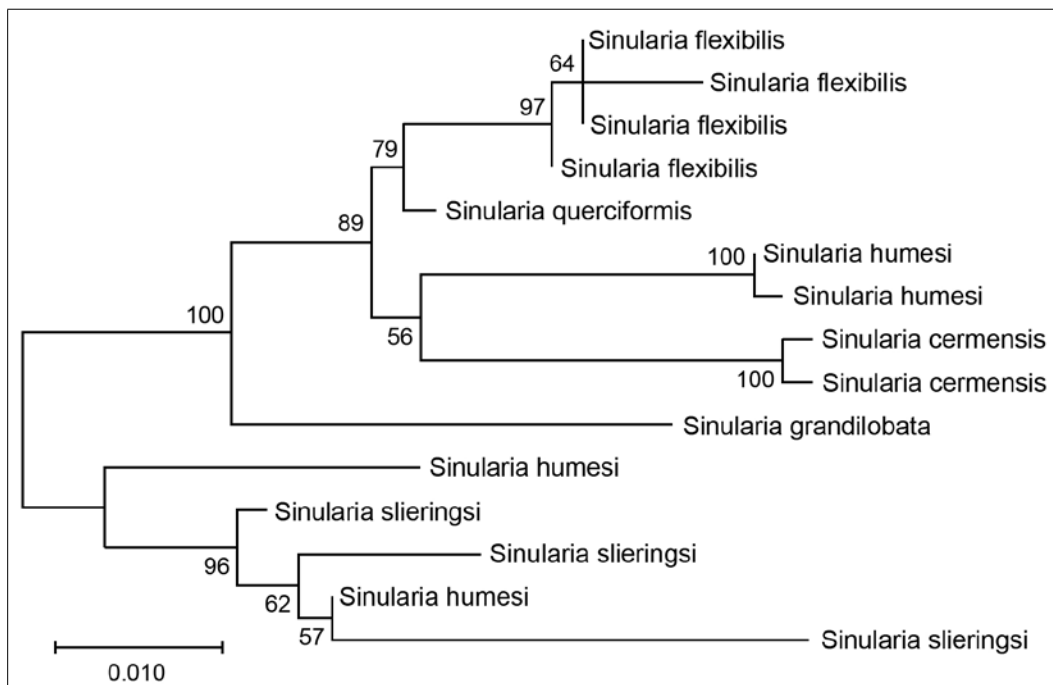 Sinularia flexibilis
64
Sinularia flexibilis
97
Sinularia flexibilis
79
Sinularia flexibilis
89
Sinularia querciformis
100
Sinularia humesi
Sinularia humesi
100
56
Sinularia cermensis
100
Sinularia cermensis
Sinularia grandilobata
Sinularia humesi
Sinularia slieringsi
96
Sinularia slieringsi
62
Sinularia humesi
57
Sinularia slieringsi
0.010